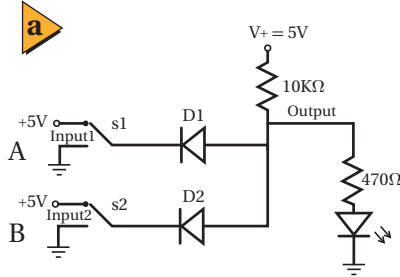 a
V+ = 5V
10KΩ
Output
D1
+5V
s1
Input1
A
470Ω
D2
+5V
s2
Input2
B